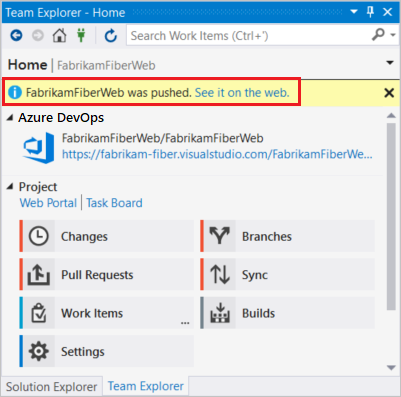 Team Explorer - Home
Search Work Items (Ctrl+')
Home | FabrikamFiberWeb
FabrikamFiberWeb was pushed. See it on the web.
Azure DevOps
FabrikamFiberWeb/FabrikamFiberWeb
https://fabrikam-fiber.visualstudio.com/FabrikamFiberWe...
Project
Web Portal | Task Board
Changes
Branches
Pull Requests
Sync
Work Items
...
Builds
Settings
Solution Explorer Team Explorer